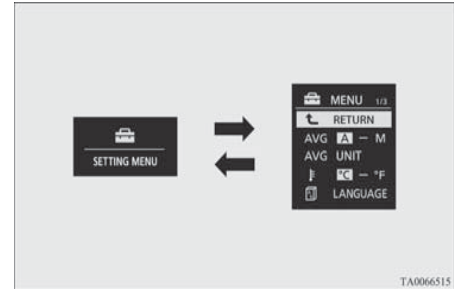 SETTING MENU
MENU 1/3
RETURN
AVG A - M
AVG UNIT
°C - °F
LANGUAGE
TA0066515